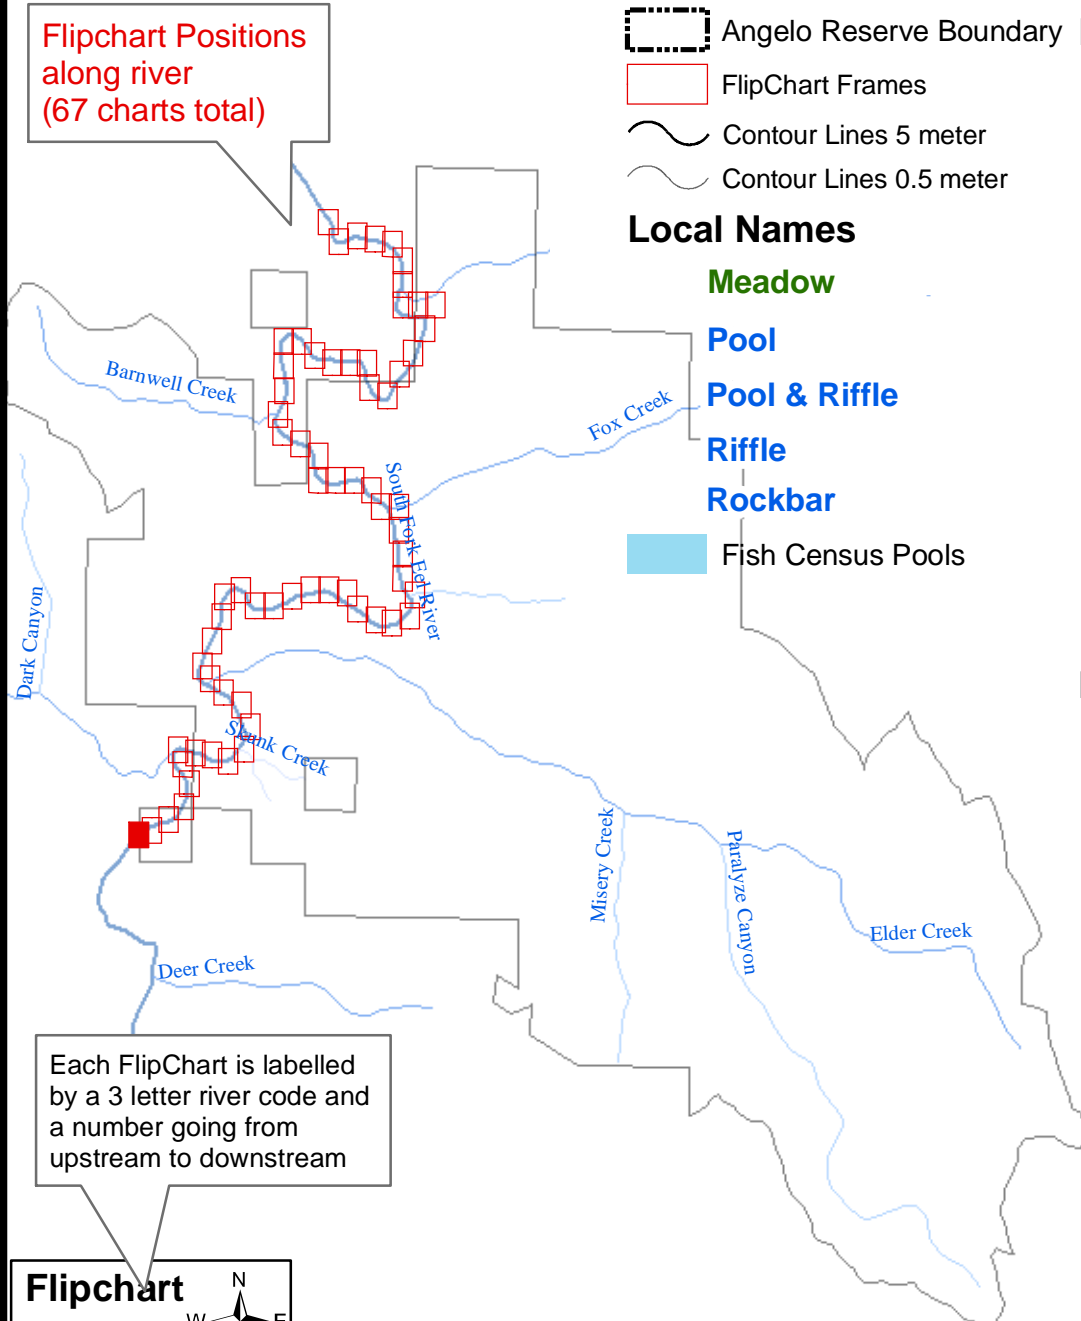 Flipchart Positions
along river
(67 charts total)
Angelo Reserve Boundary
FlipChart Frames
Contour Lines 5 meter
Contour Lines 0.5 meter
Local Names
Meadow
Pool
Pool & Riffle
Riffle
Rockbar
Fish Census Pools
Barnwell Creek
Fox Creek
South Fork Eel River
Dark Canyon
Skunk Creek
Misery Creek
Paralyze Canyon
Elder Creek
Deer Creek
Each FlipChart is labelled
by a 3 letter river code and
a number going from
upstream to downstream
Flipchart
N
W E